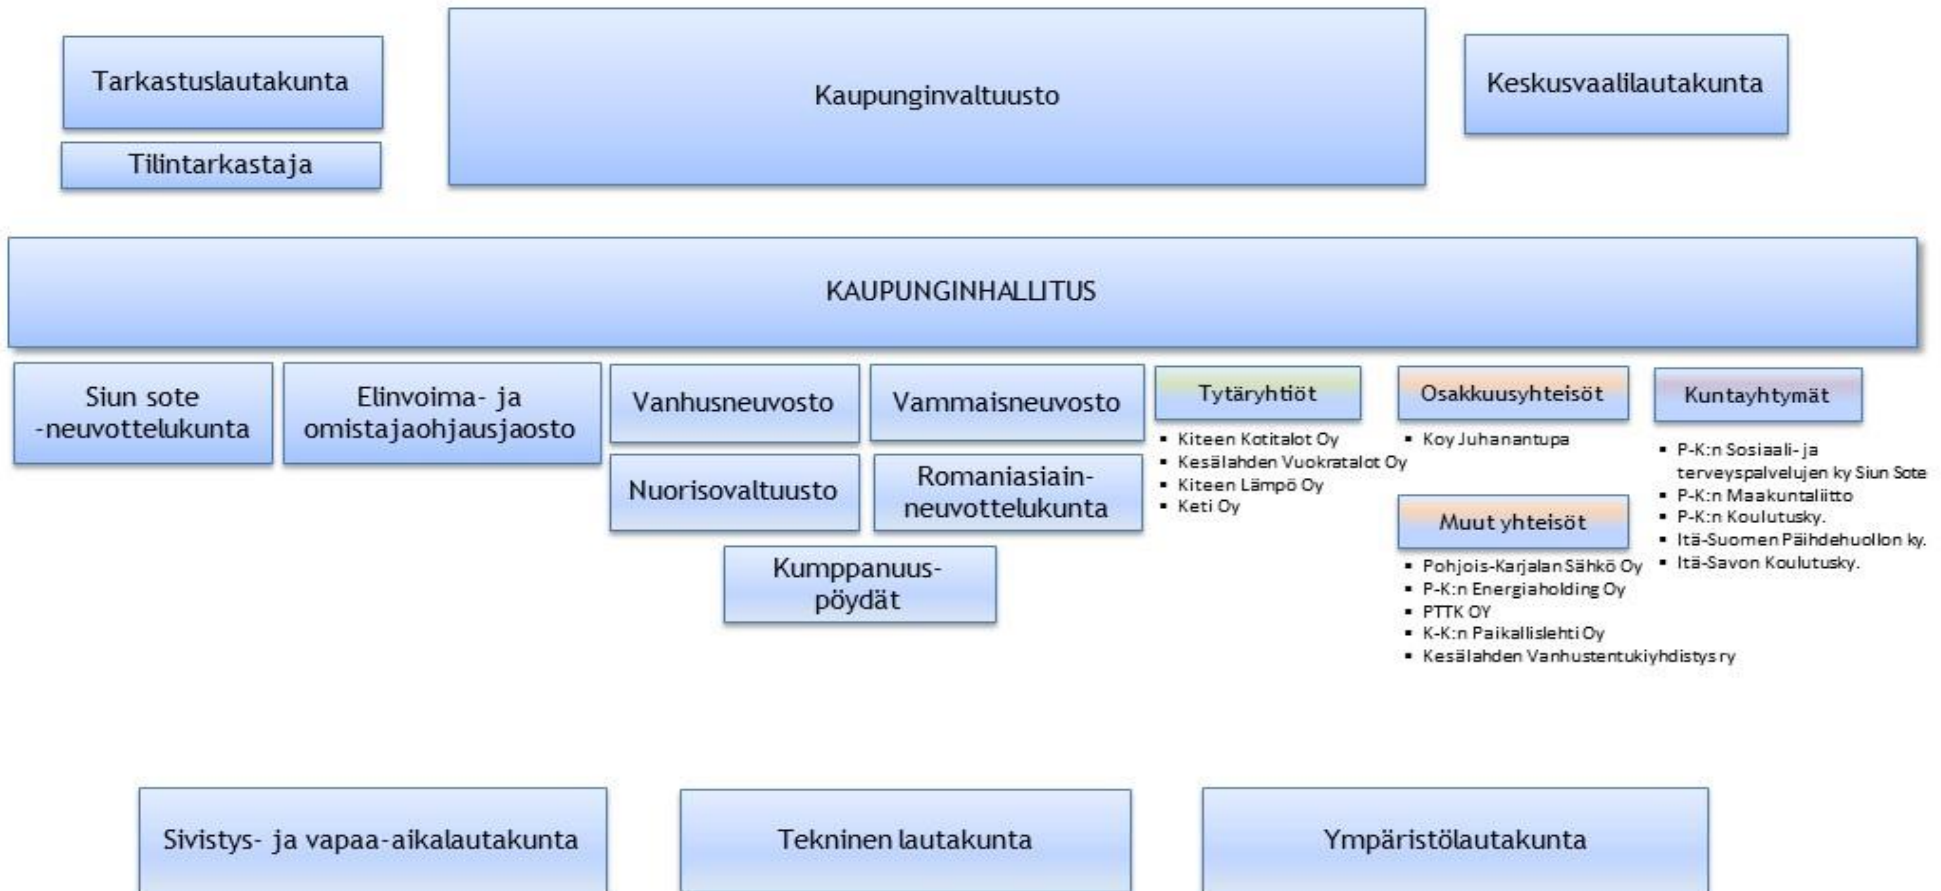 Tarkastuslautakunta
Tilintarkastaja
Kaupunginvaltuusto
Keskusvaalilautakunta
KAUPUNGINHALLITUS
Siun sote
-neuvottelukunta
Elinvoima- ja
omistajaohjausjaosto
Vanhusneuvosto
Vammaisneuvosto
Nuorisovaltuusto
Romaniasiain-
neuvottelukunta
Kumppanuus-
pöydät
Tytäryhtiöt
▪ Kiteen Kotitalot Oy
▪ Kesälahden Vuokratalot Oy
▪ Kiteen Lämpö Oy
▪ Keti Oy
Osakkuusyhteisöt
▪ Koy Juhanantupa
Muut yhteisöt
▪ Pohjois-Karjalan Sähkö Oy
▪ P-K:n Energiaholding Oy
▪ PTTK OY
▪ K-K:n Paikallislehti Oy
▪ Kesälahden Vanhustentukiyhdistys ry
Kuntayhtymät
▪ P-K:n Sosiaali- ja
terveyspalvelujen ky Siun Sote
▪ P-K:n Maakuntaliitto
▪ P-K:n Koulutusky.
▪ Itä-Suomen Päihdehuollon ky.
▪ Itä-Savon Koulutusky.
Sivistys- ja vapaa-aikalautakunta
Tekninen lautakunta
Ympäristölautakunta